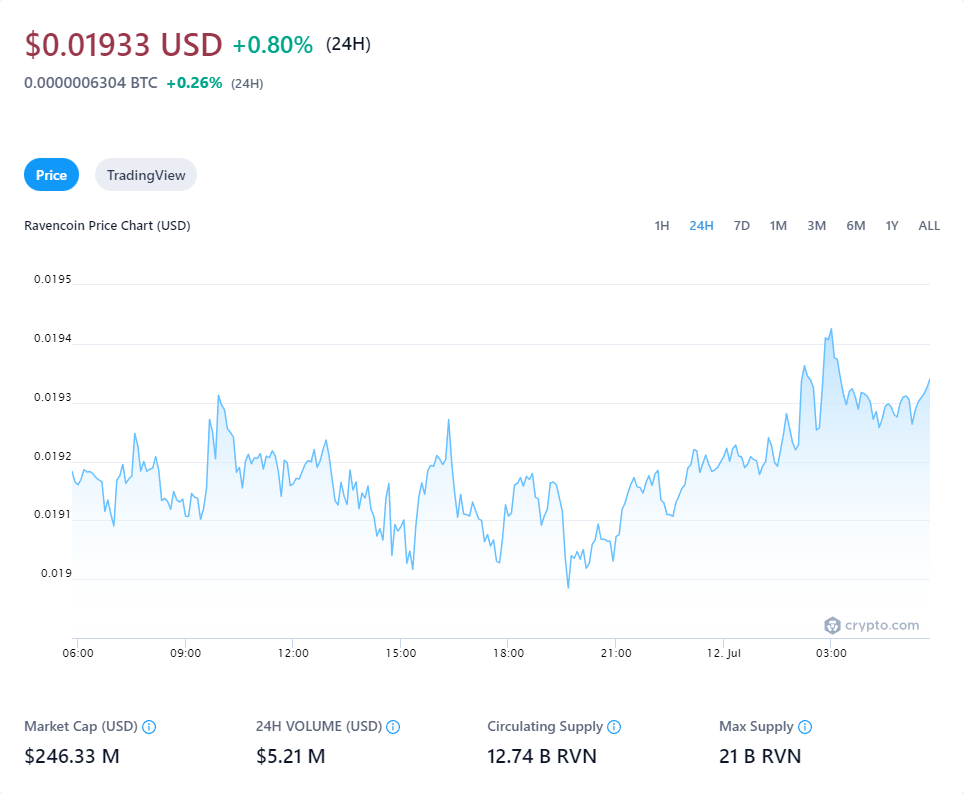 $0.01933 USD +0.80% (24H)
0.0000006304 BTC +0.26% (24H)
Price TradingView
Ravencoin Price Chart (USD) 1H 24H 7D 1M 3M 6M 1Y ALL
0.0195
0.0194
0.0193
0.0192
0.0191
0.019
crypto.com
06:00 09:00 12:00 15:00 18:00 21:00 12. Jul 03:00
Market Cap (USD) 24H VOLUME (USD) Circulating Supply Max Supply
$246.33 M $5.21 M 12.74 B RVN 21 B RVN